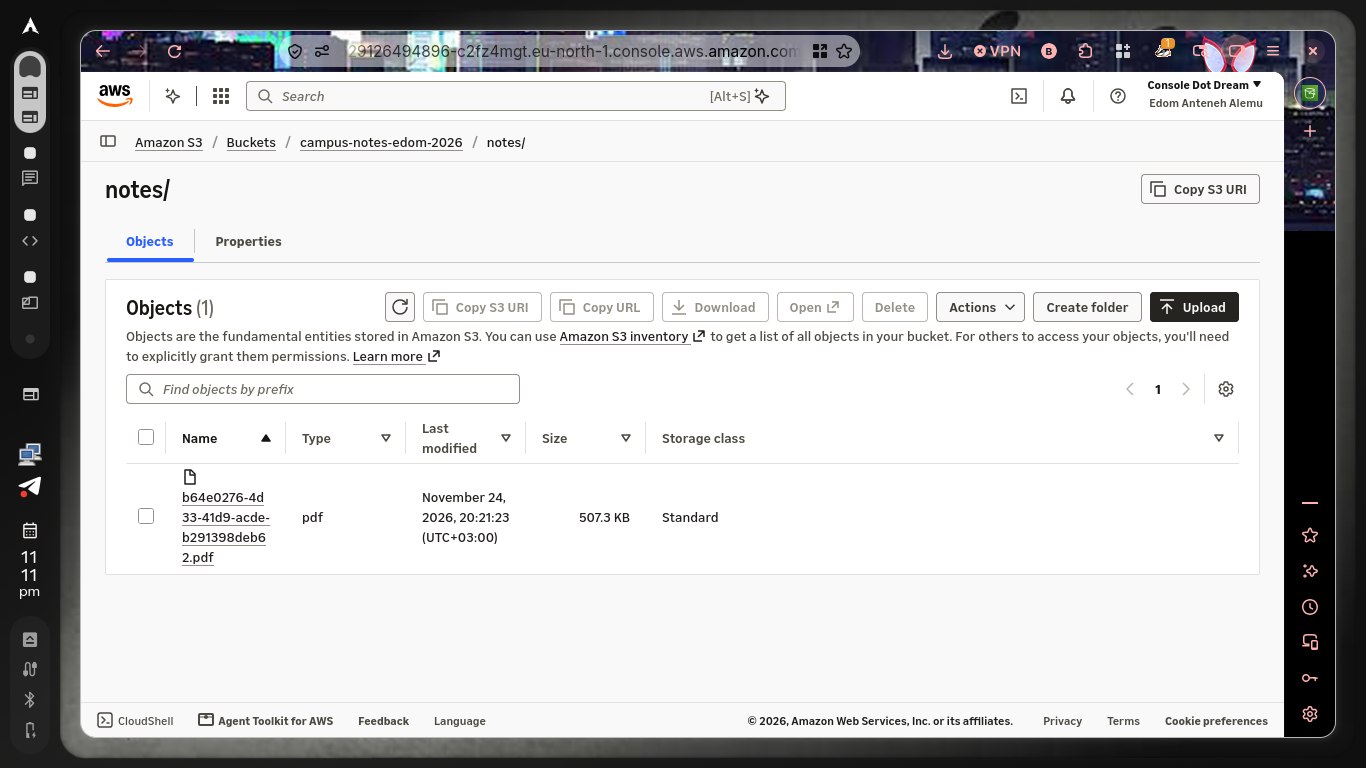 29126494896-c2fz4mgt.eu-north-1.console.aws.amazon.com
VPN
B
1
aws
Search
[Alt+S]
Console Dot Dream
Edom Anteneh Alemu
Amazon S3 / Buckets / campus-notes-edom-2026 / notes/
notes/
Copy S3 URI
Objects
Properties
Objects (1)
Copy S3 URI
Copy URL
Download
Open
Delete
Actions
Create folder
Upload
Objects are the fundamental entities stored in Amazon S3. You can use Amazon S3 inventory to get a list of all objects in your bucket. For others to access your objects, you'll need
to explicitly grant them permissions. Learn more
Find objects by prefix
1
Name
Type
Last
modified
Size
Storage class
b64e0276-4d
33-41d9-acde-
b291398deb6
2.pdf
pdf
November 24,
2026, 20:21:23
(UTC+03:00)
507.3 KB
Standard
11
11
pm
CloudShell
Agent Toolkit for AWS
Feedback
Language
© 2026, Amazon Web Services, Inc. or its affiliates.
Privacy
Terms
Cookie preferences